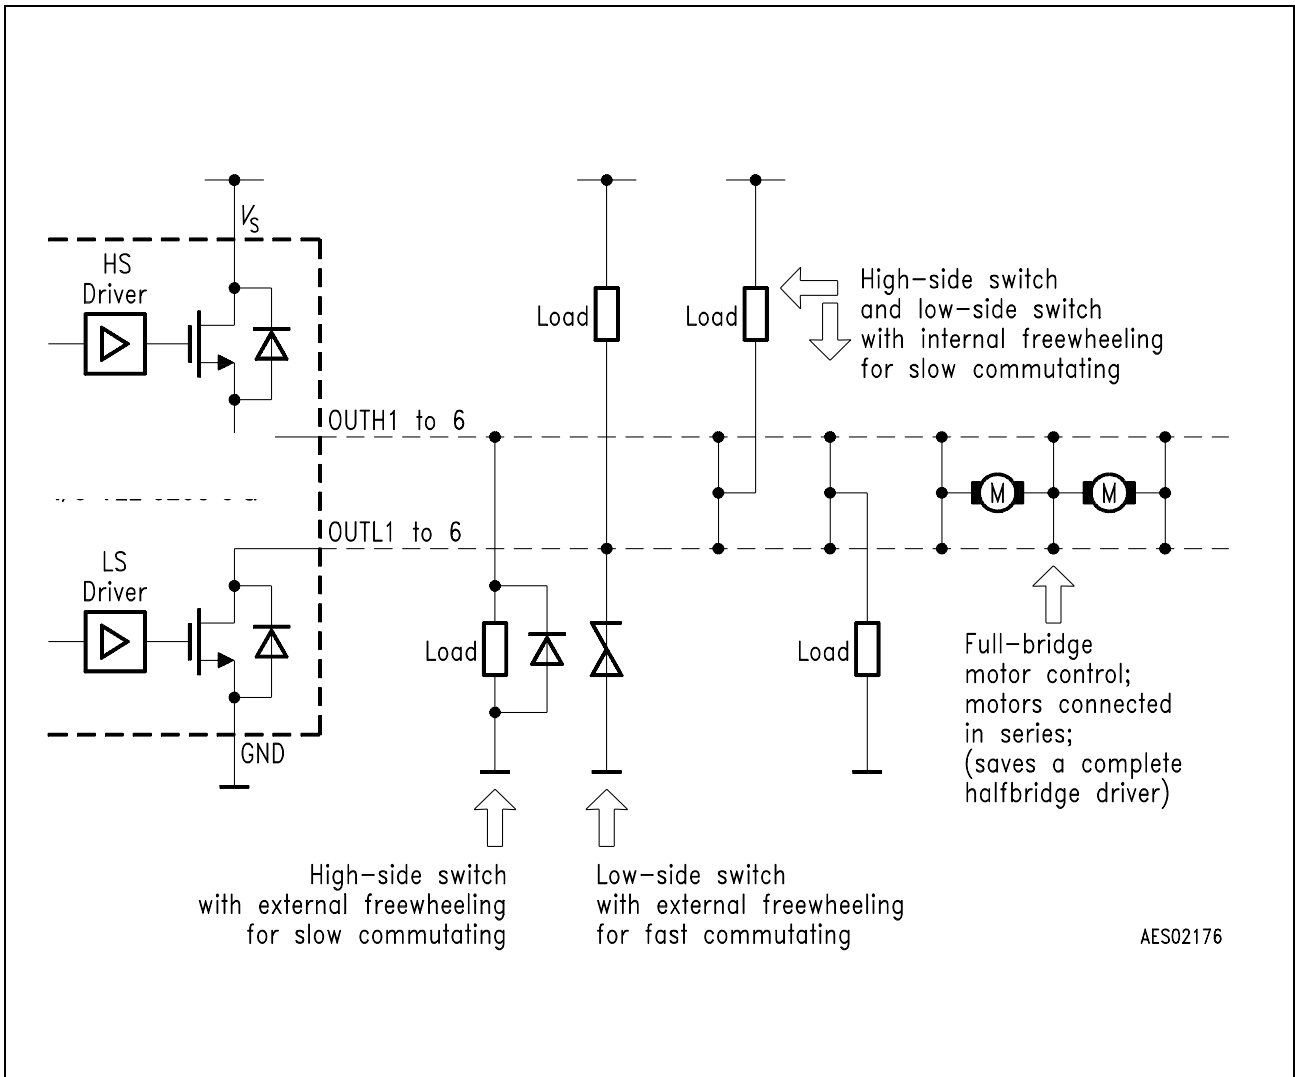 V_S
HS
Driver
Load
Load
High-side switch
and low-side switch
with internal freewheeling
for slow commutating
OUTH1 to 6
M
M
OUTL1 to 6
LS
Driver
Load
Load
Full-bridge
motor control;
motors connected
in series;
(saves a complete
halfbridge driver)
GND
High-side switch
with external freewheeling
for slow commutating
Low-side switch
with external freewheeling
for fast commutating
AES02176